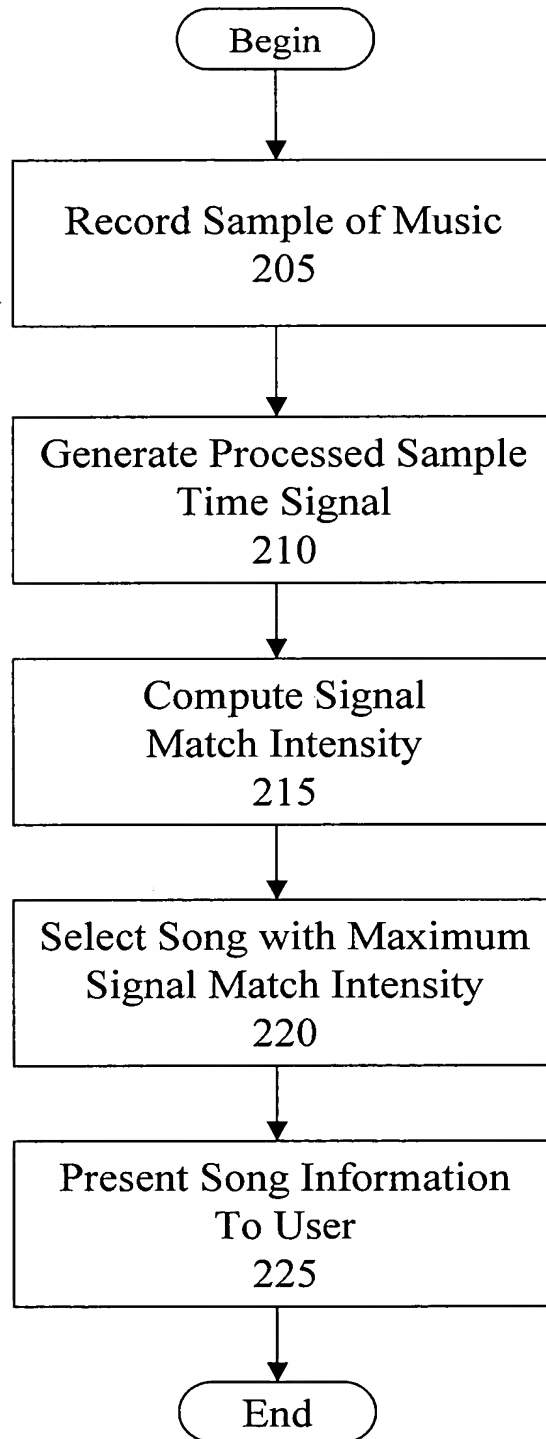 Begin
Record Sample of Music
205
Generate Processed Sample
Time Signal
210
Compute Signal
Match Intensity
215
Select Song with Maximum
Signal Match Intensity
220
Present Song Information
To User
225
End